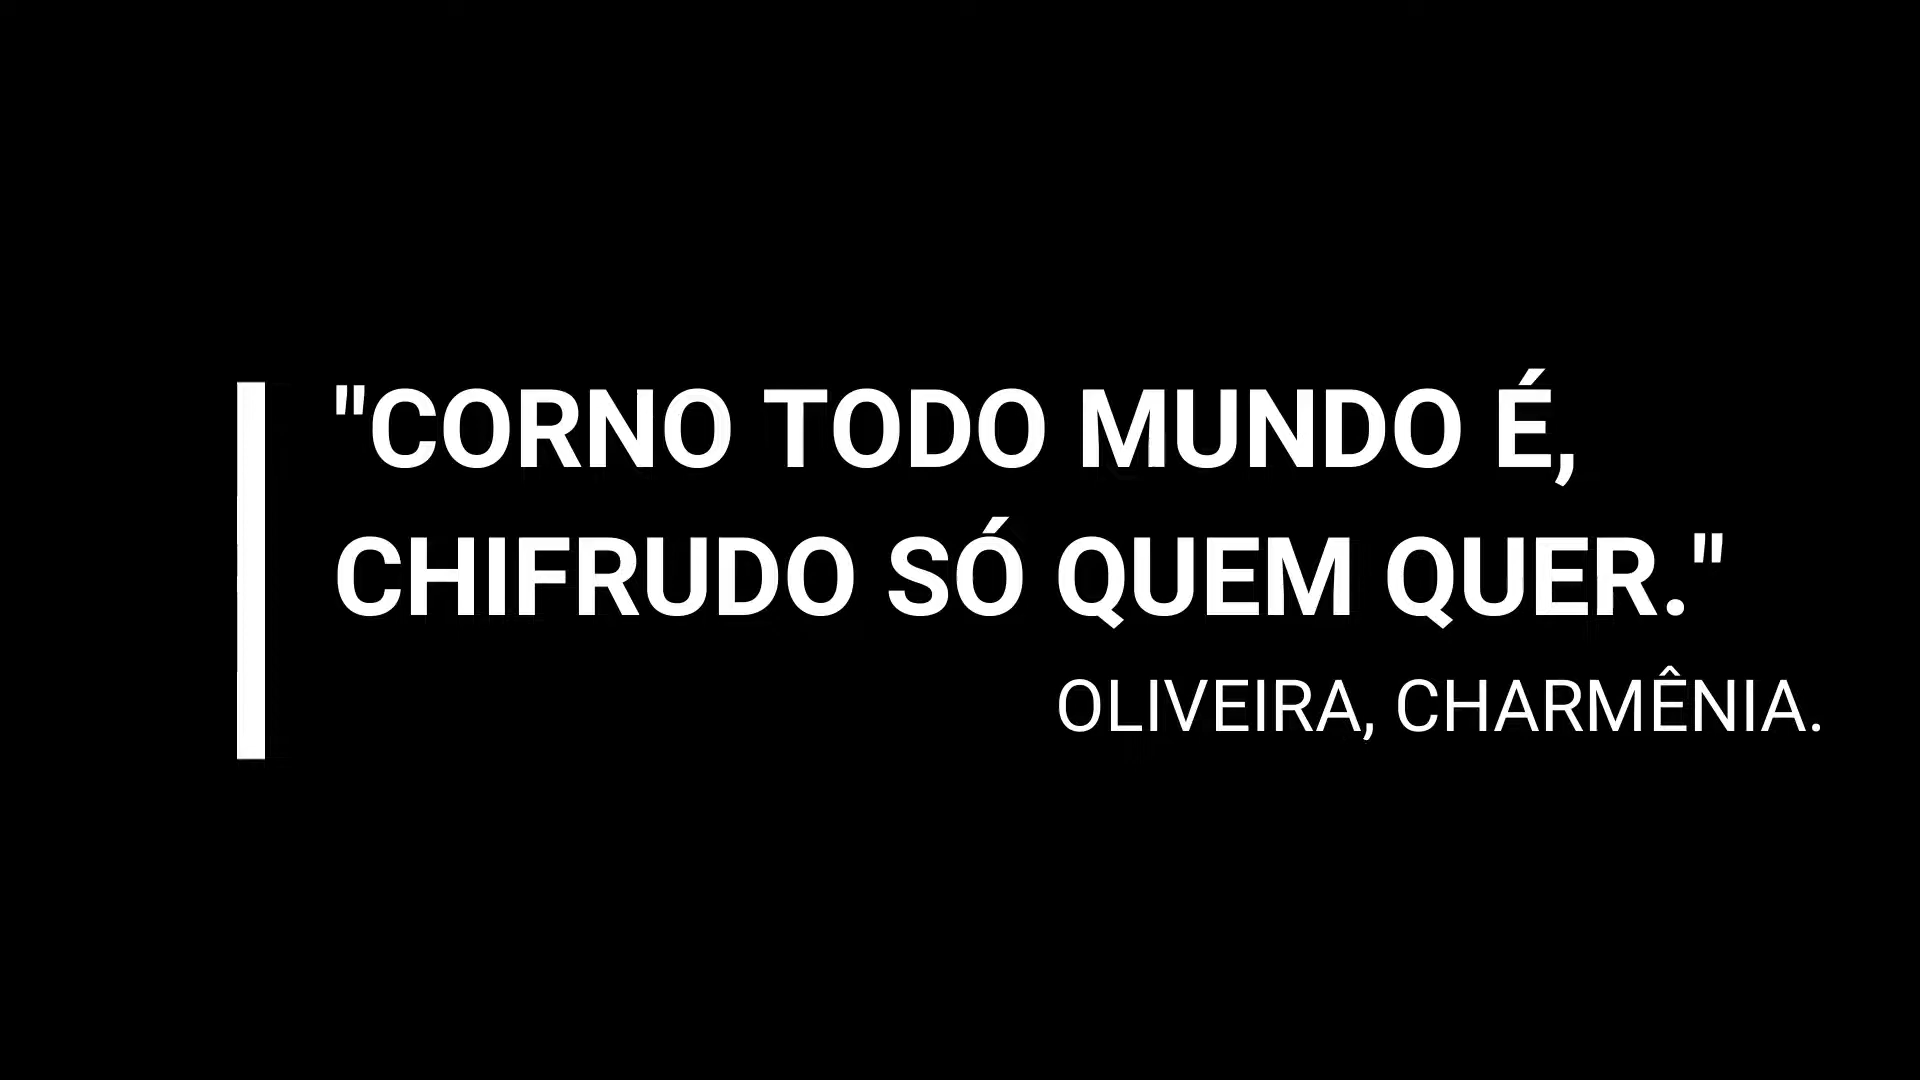 "CORNO TODO MUNDO É,
CHIFRUDO SÓ QUEM QUER."
OLIVEIRA, CHARMÊNIA.